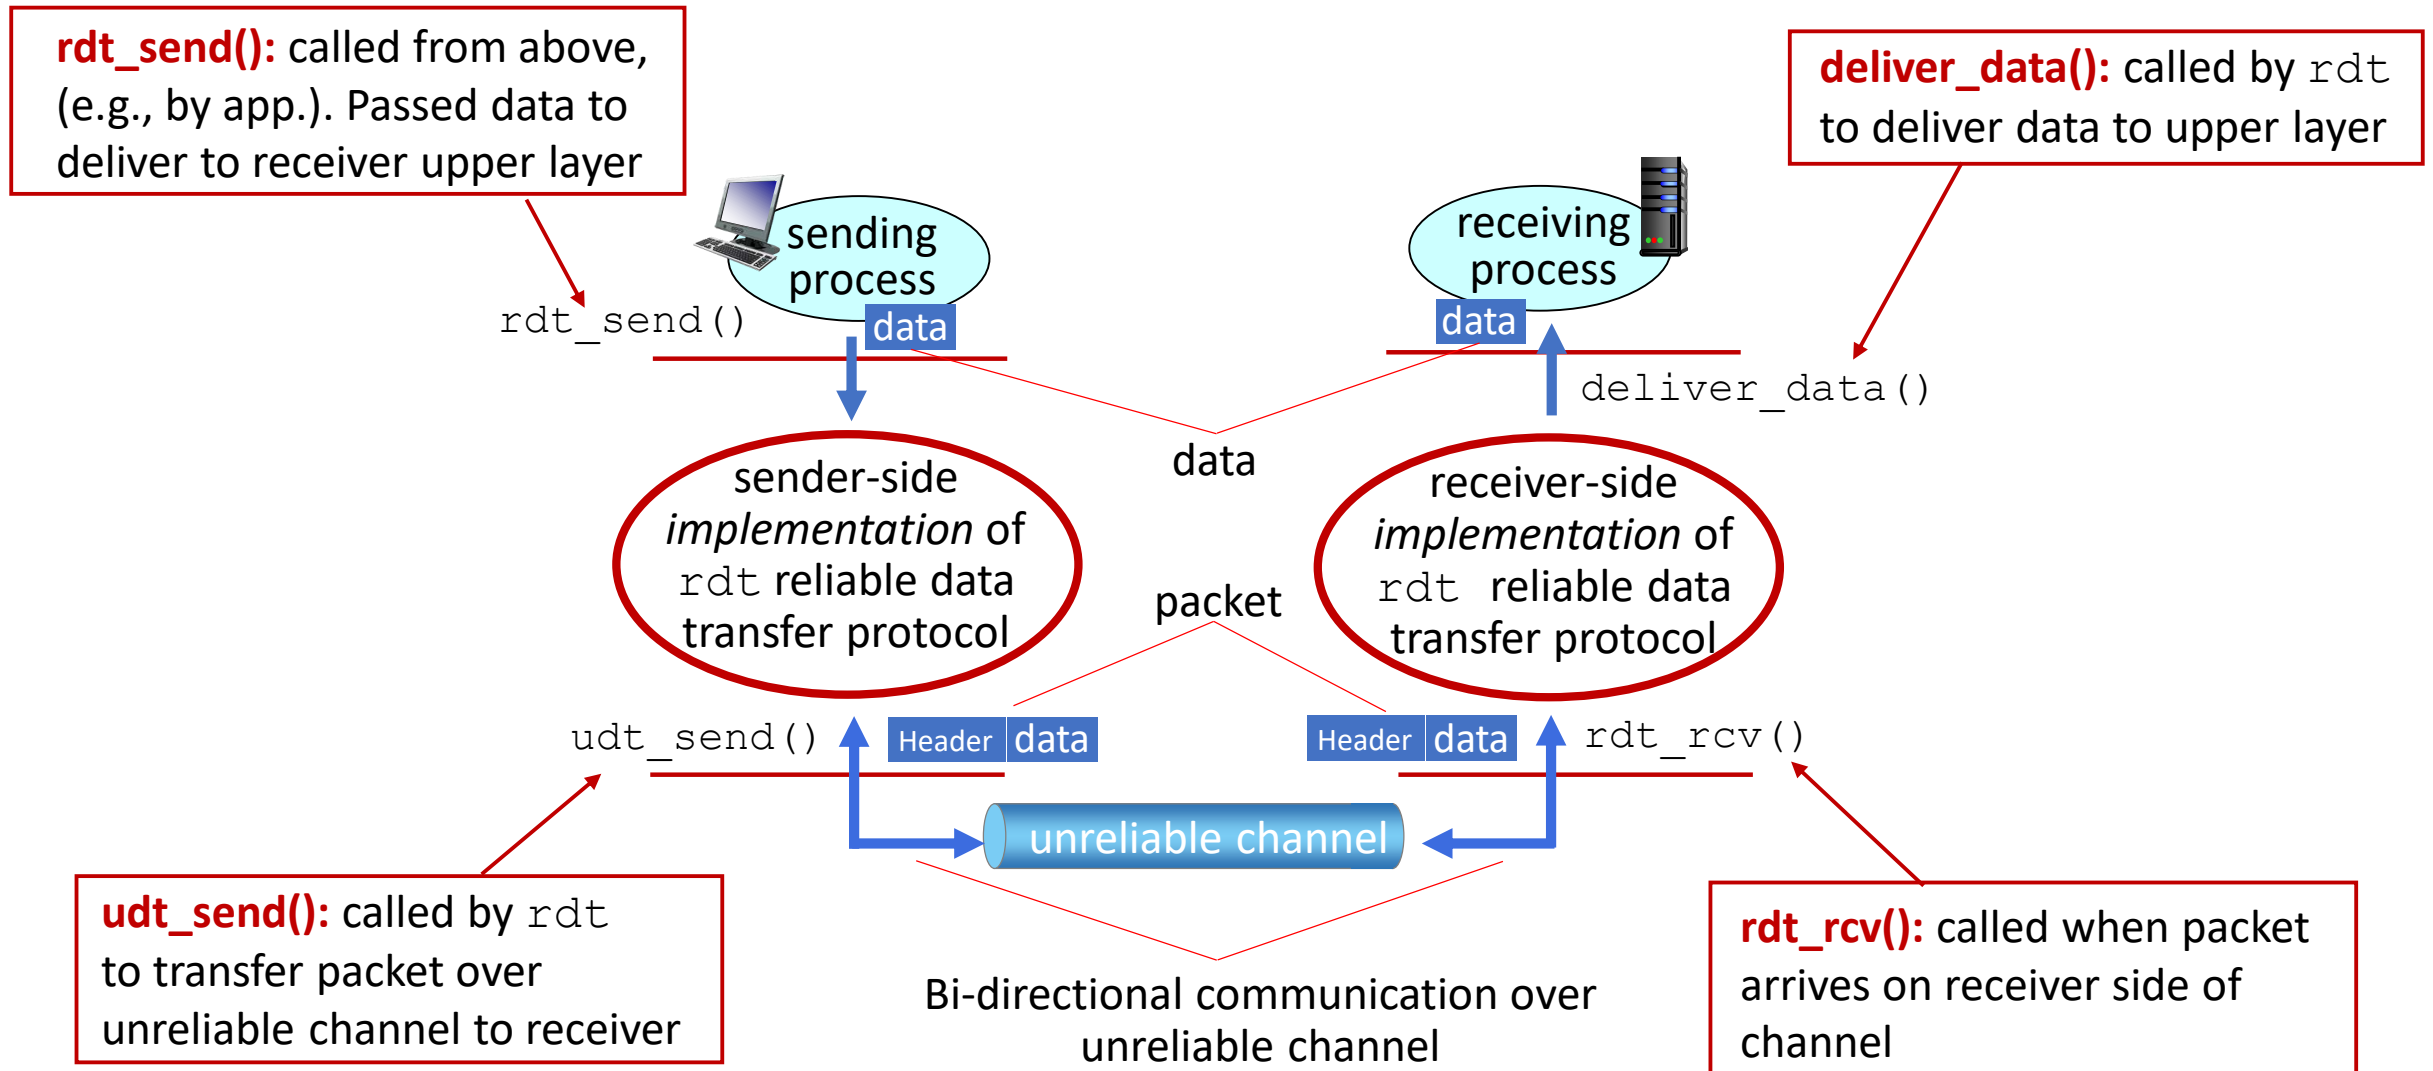 rdt_send(): called from above,
(e.g., by app.). Passed data to
deliver to receiver upper layer
deliver_data(): called by rdt
to deliver data to upper layer
sending
process
receiving
process
rdt_send()
data
data
deliver_data()
data
sender-side
implementation of
rdt reliable data
transfer protocol
receiver-side
implementation of
rdt reliable data
transfer protocol
packet
udt_send()
Header data
Header data
rdt_rcv()
unreliable channel
udt_send(): called by rdt
to transfer packet over
unreliable channel to receiver
Bi-directional communication over
unreliable channel
rdt_rcv(): called when packet
arrives on receiver side of
channel